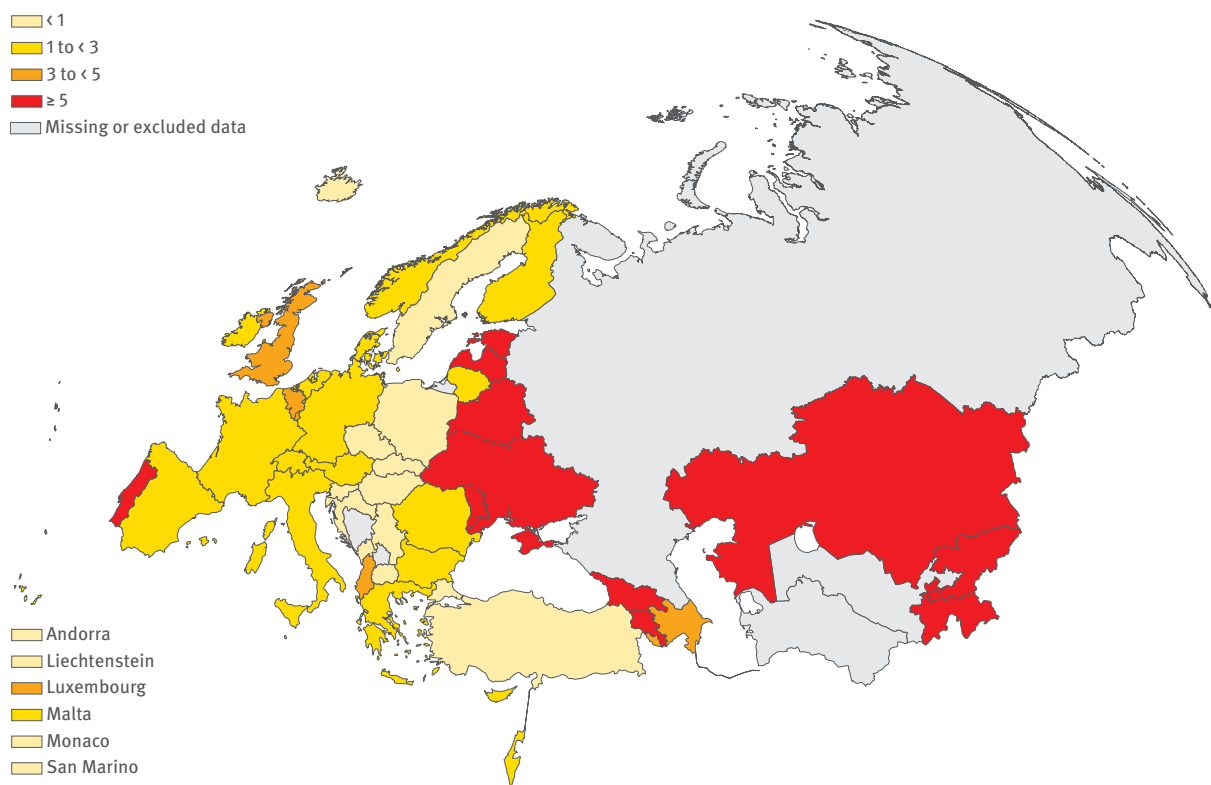 < 1
1 to < 3
3 to < 5
≥ 5
Missing or excluded data
Andorra
Liechtenstein
Luxembourg
Malta
Monaco
San Marino